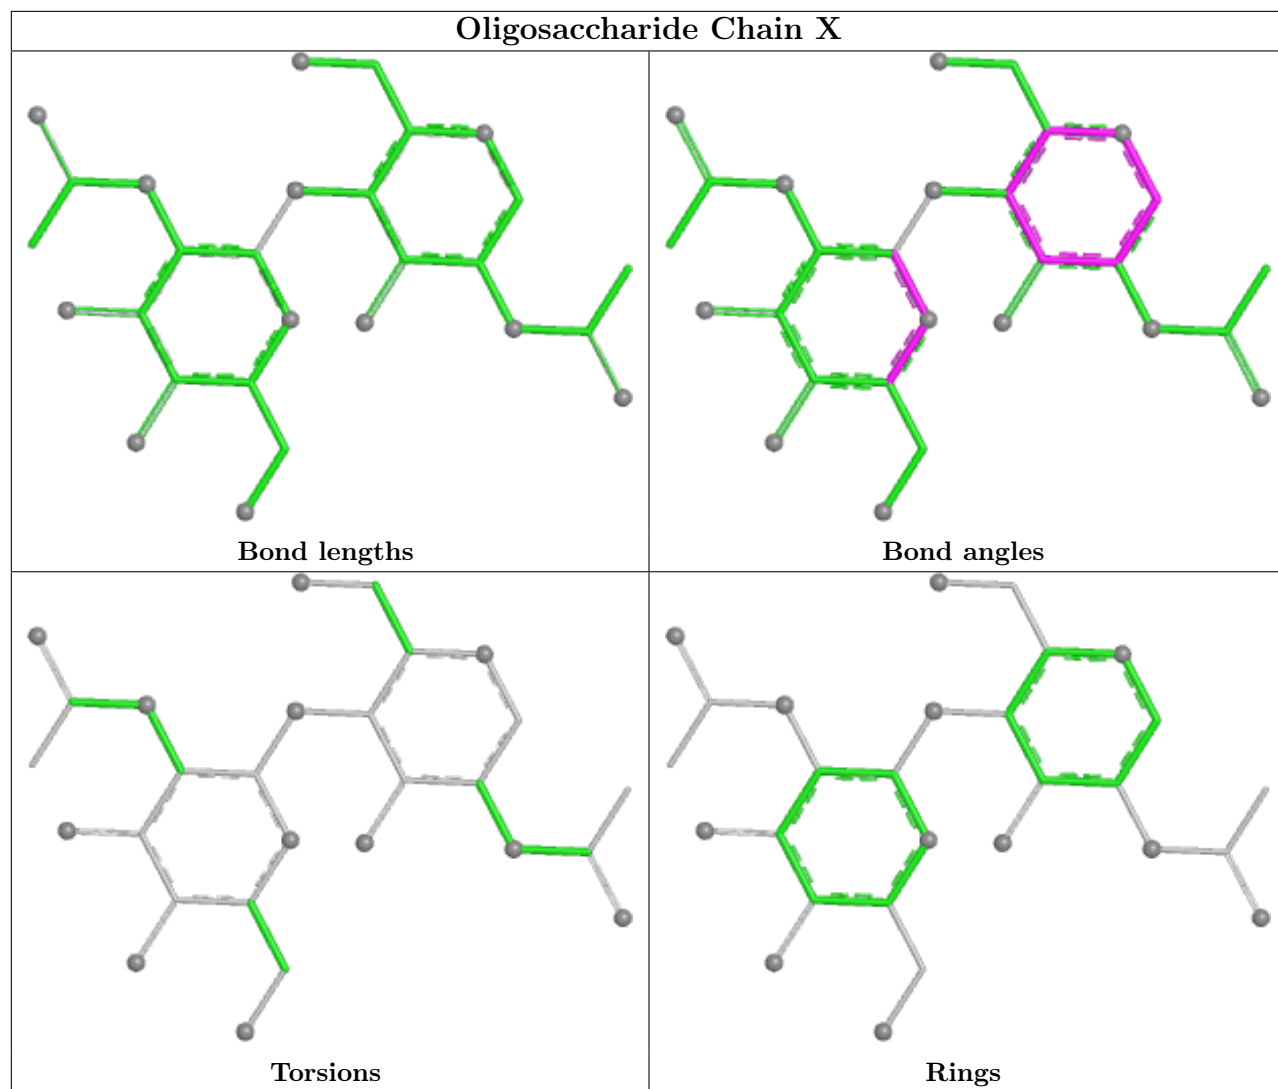 Oligosaccharide Chain X
Bond lengths
Bond angles
Torsions
Rings